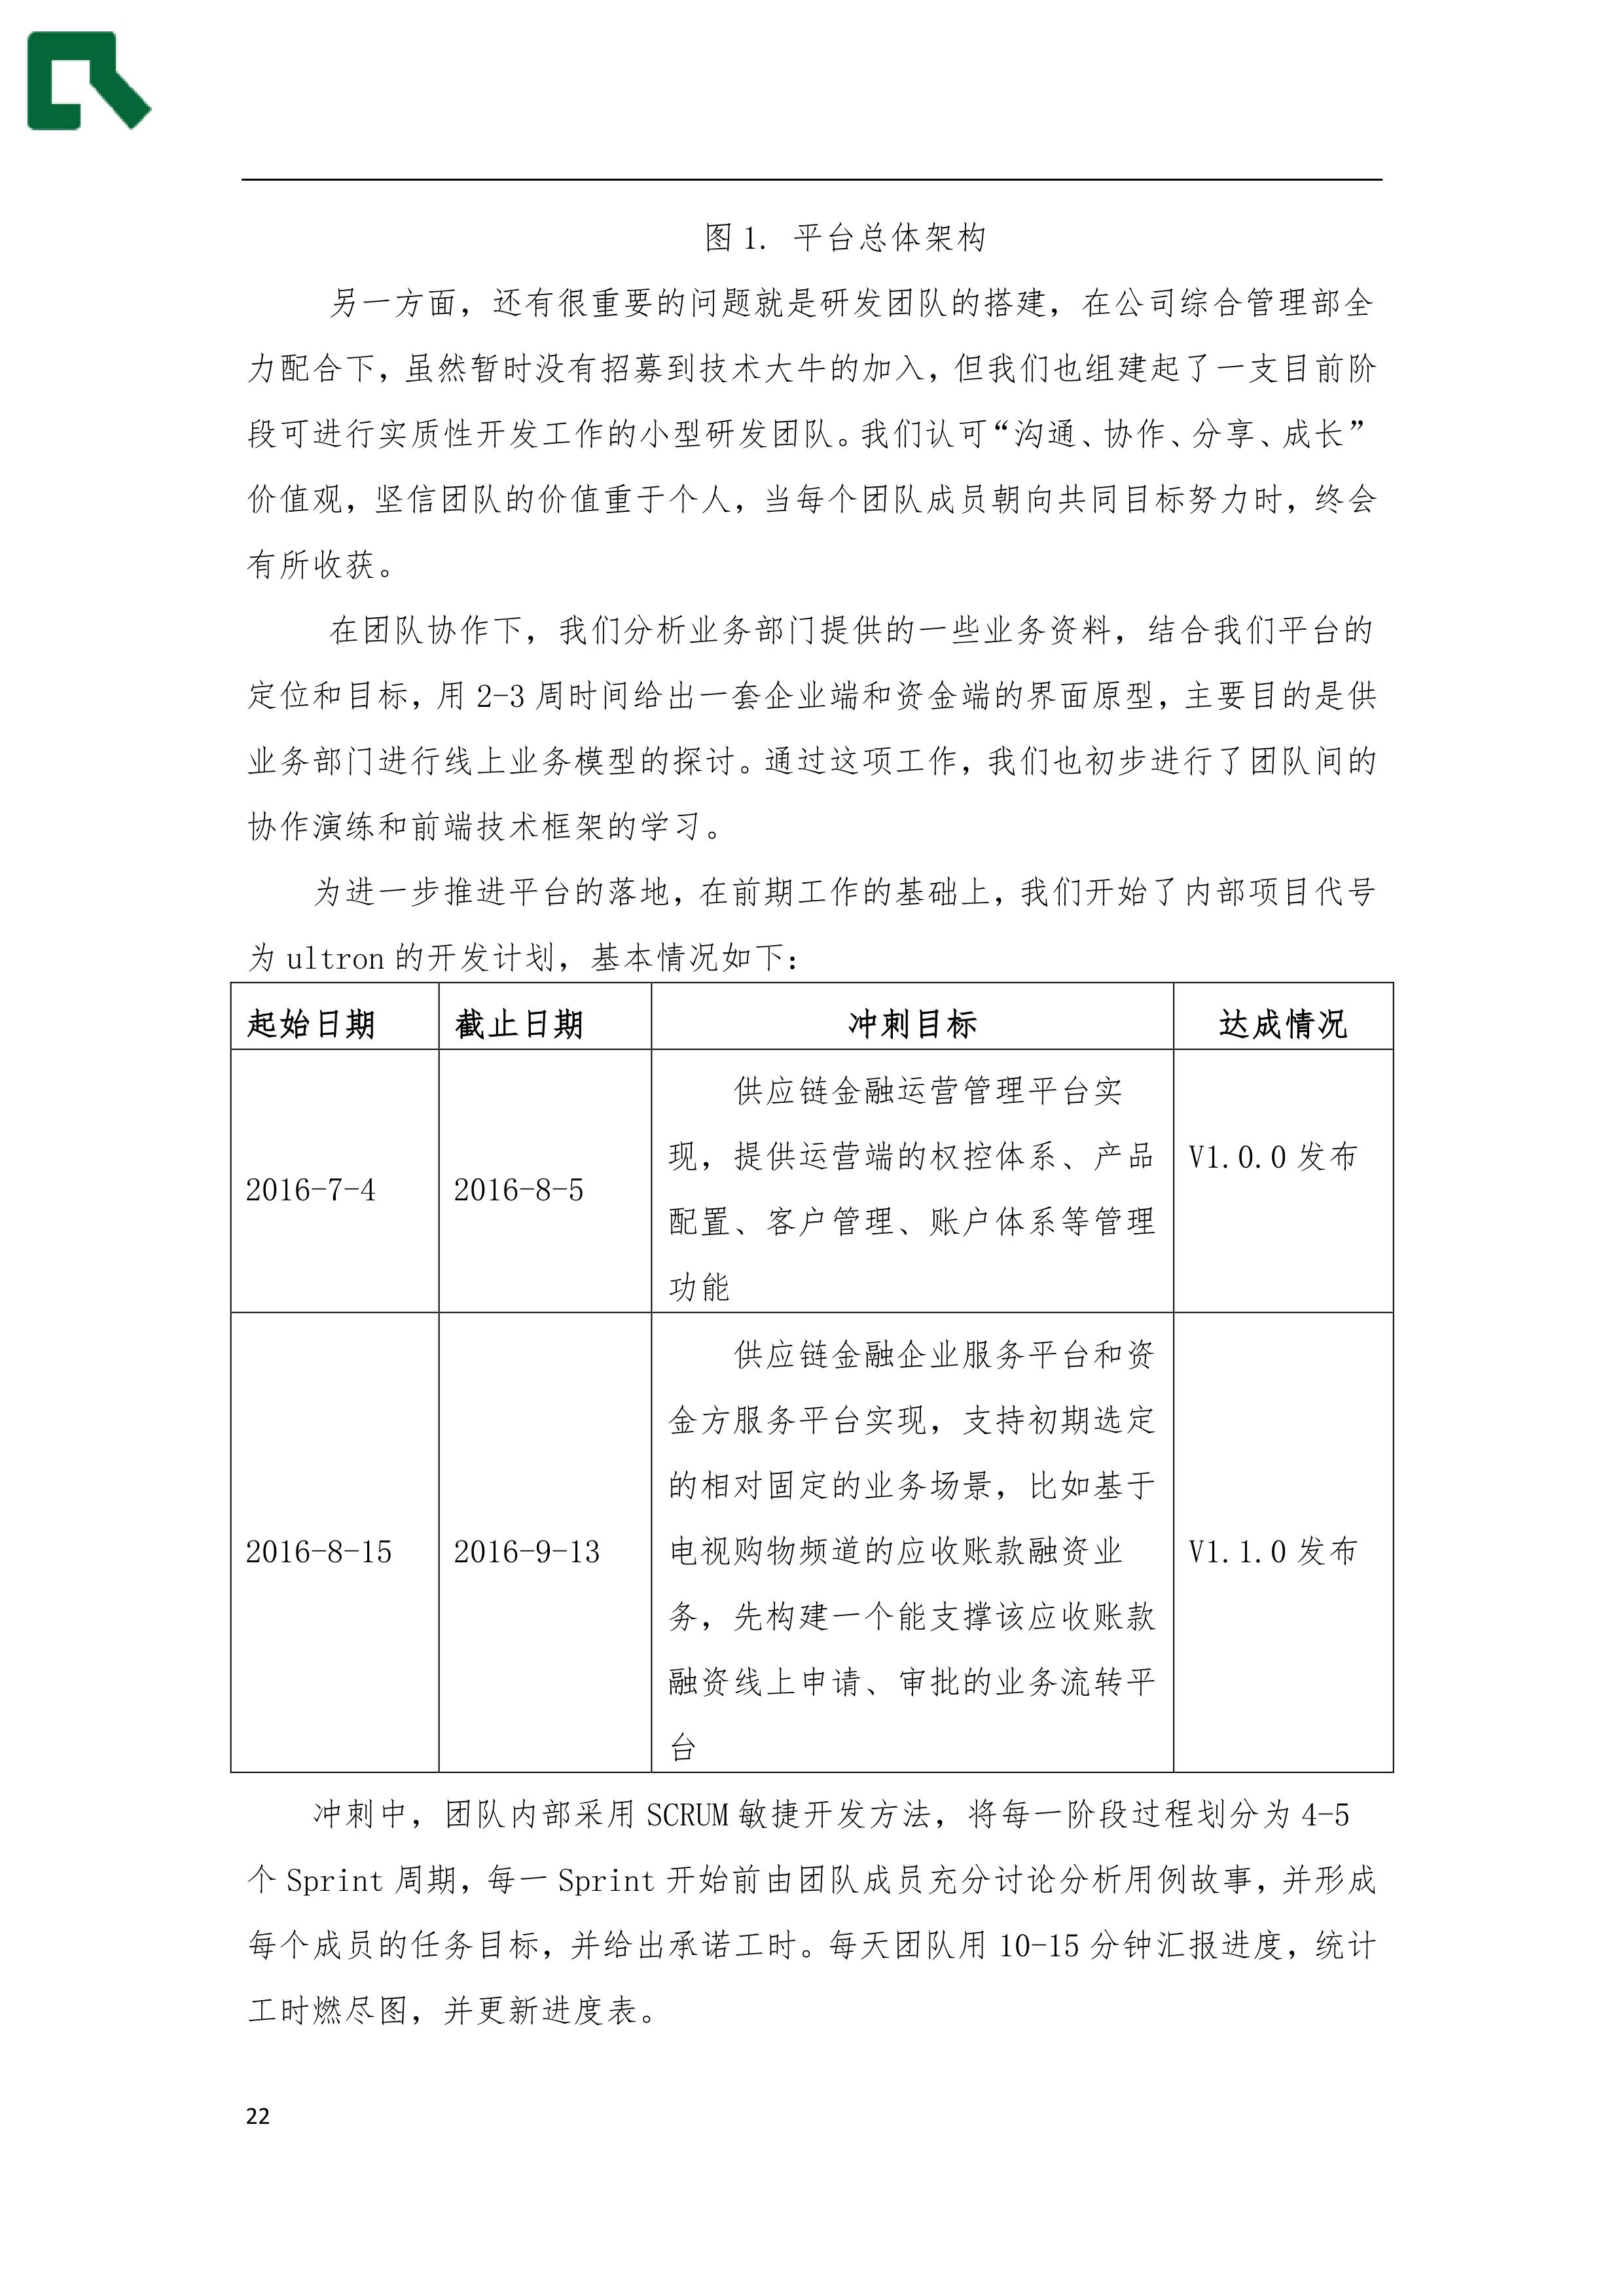 图1. 平台总体架构
另一方面，还有很重要的问题就是研发团队的搭建，在公司综合管理部全
力配合下，虽然暂时没有招募到技术大牛的加入，但我们也组建起了一支目前阶
段可进行实质性开发工作的小型研发团队。我们认可“沟通、协作、分享、成长”
价值观，坚信团队的价值重于个人，当每个团队成员朝向共同目标努力时，终会
有所收获。
在团队协作下，我们分析业务部门提供的一些业务资料，结合我们平台的
定位和目标，用 2-3 周时间给出一套企业端和资金端的界面原型，主要目的是供
业务部门进行线上业务模型的探讨。通过这项工作，我们也初步进行了团队间的
协作演练和前端技术框架的学习。
为进一步推进平台的落地，在前期工作的基础上，我们开始了内部项目代号
为 ultron 的开发计划，基本情况如下：
起始日期 截止日期 冲刺目标 达成情况
供应链金融运营管理平台实
现，提供运营端的权控体系、产品
V1.0.0 发布
2016-7-4 2016-8-5
配置、客户管理、账户体系等管理
功能
供应链金融企业服务平台和资
金方服务平台实现，支持初期选定
的相对固定的业务场景，比如基于
2016-8-15 2016-9-13 电视购物频道的应收账款融资业 V1.1.0 发布
务，先构建一个能支撑该应收账款
融资线上申请、审批的业务流转平
台
冲刺中，团队内部采用 SCRUM 敏捷开发方法，将每一阶段过程划分为 4-5
个 Sprint 周期，每一 Sprint 开始前由团队成员充分讨论分析用例故事，并形成
每个成员的任务目标，并给出承诺工时。每天团队用 10-15 分钟汇报进度，统计
工时燃尽图，并更新进度表。
22